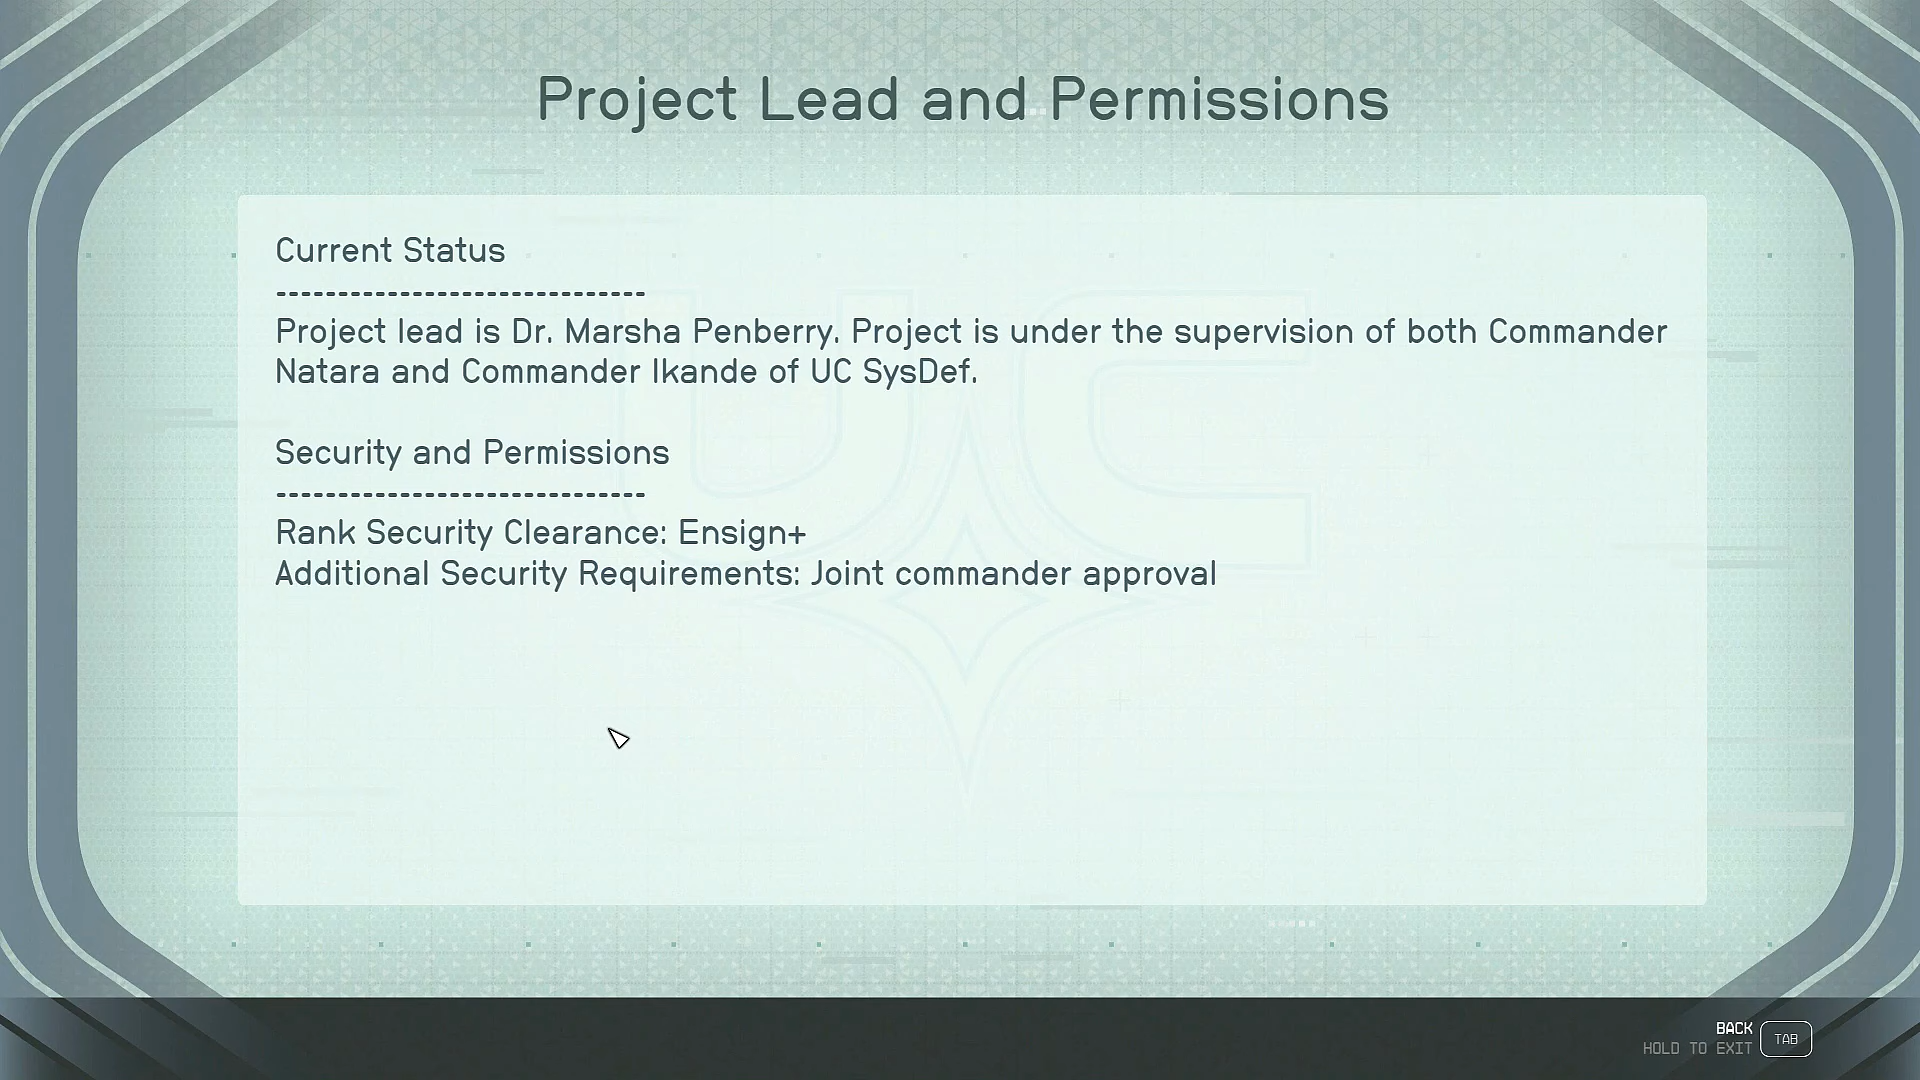 Project Lead and Permissions
Current Status
------------------------------
Project lead is Dr. Marsha Penberry. Project is under the supervision of both Commander
Natara and Commander Ikande of UC SysDef.
Security and Permissions
------------------------------
Rank Security Clearance: Ensign+
Additional Security Requirements: Joint commander approval
UC
BACK
HOLD TO EXIT
TAB